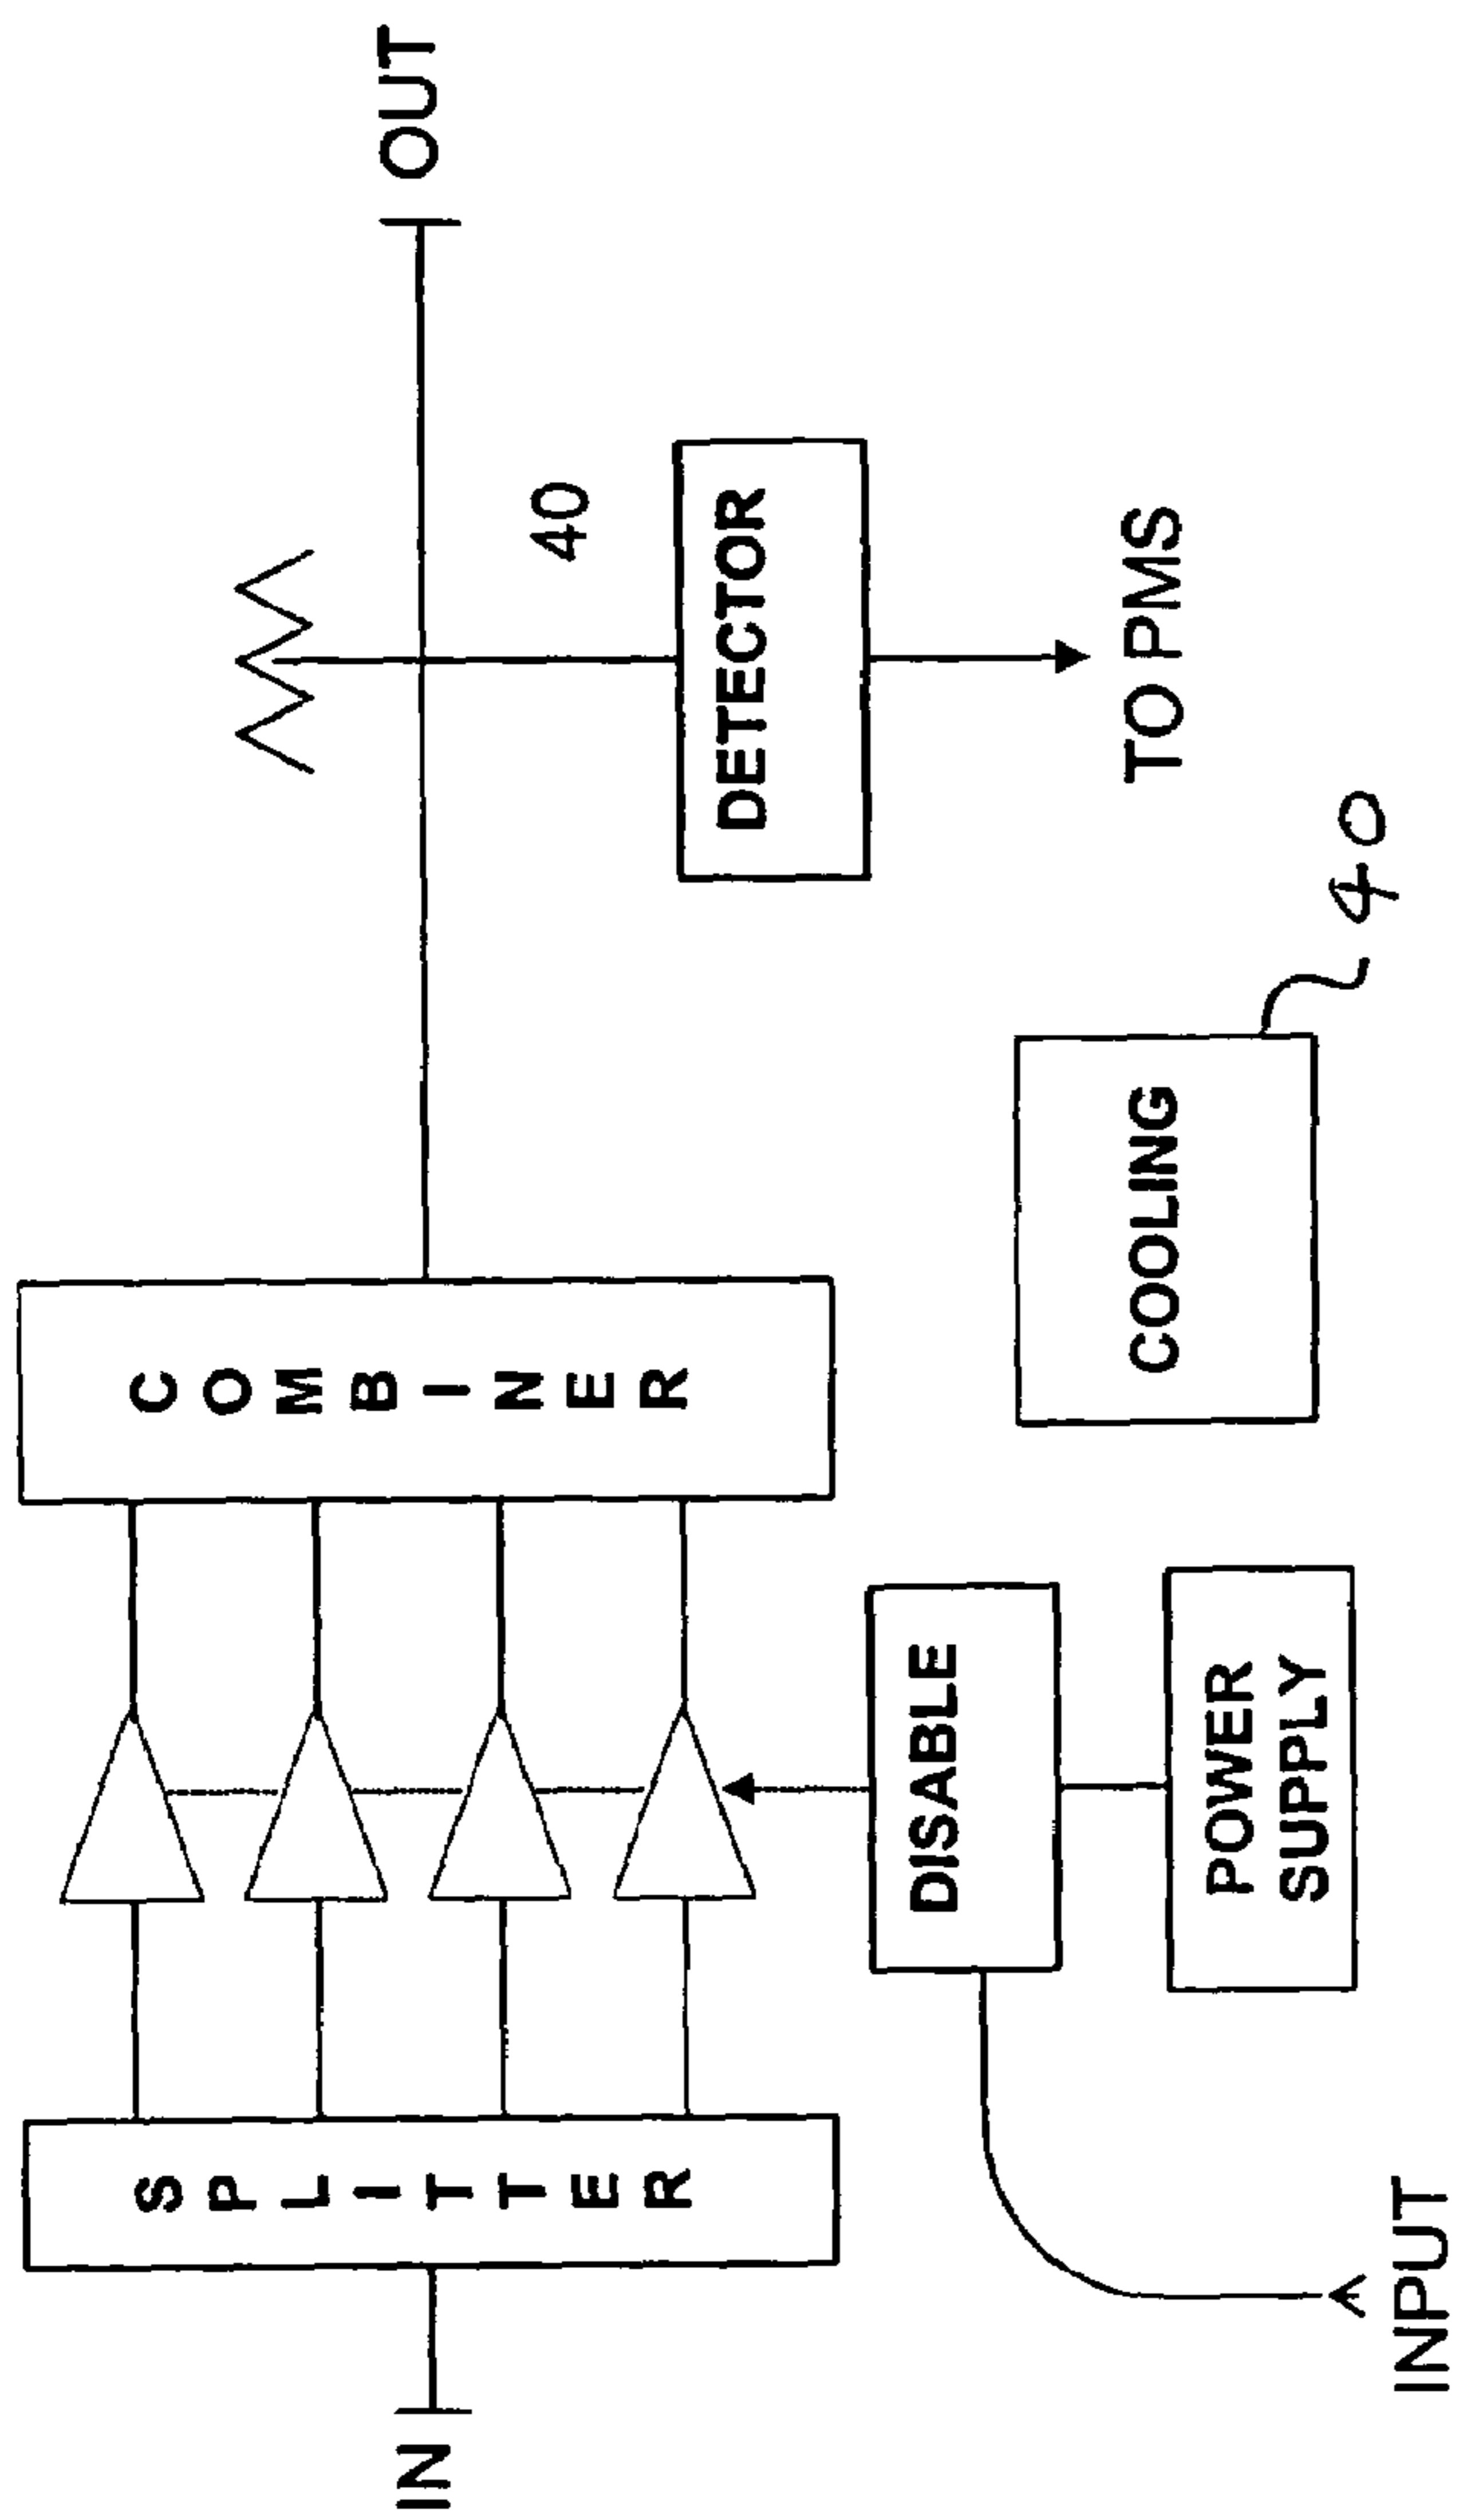 IN
SPLITTER
COMBINER
OUT
40
DETECTOR
TO PMS
DISABLE
COOLING
40
POWER
SUPPLY
INPUT